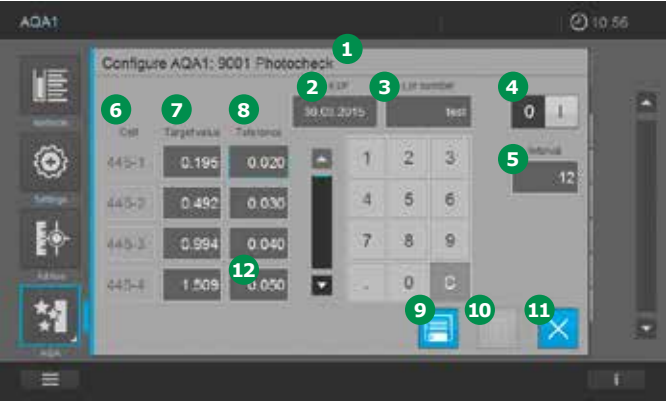 AQA1
10:56
Configure AQA1: 9001 Photocheck
1
2
3
4
5
6
7
8
9
10
11
12
Lot number
30.03.2015
test
0 I
Interval
12
Cell
Target value
Tolerance
445-1 0.195 0.020
445-2 0.492 0.030
445-3 0.994 0.040
445-4 1.509 0.050
1 2 3
4 5 6
7 8 9
. 0 C
Settings
AQA
i